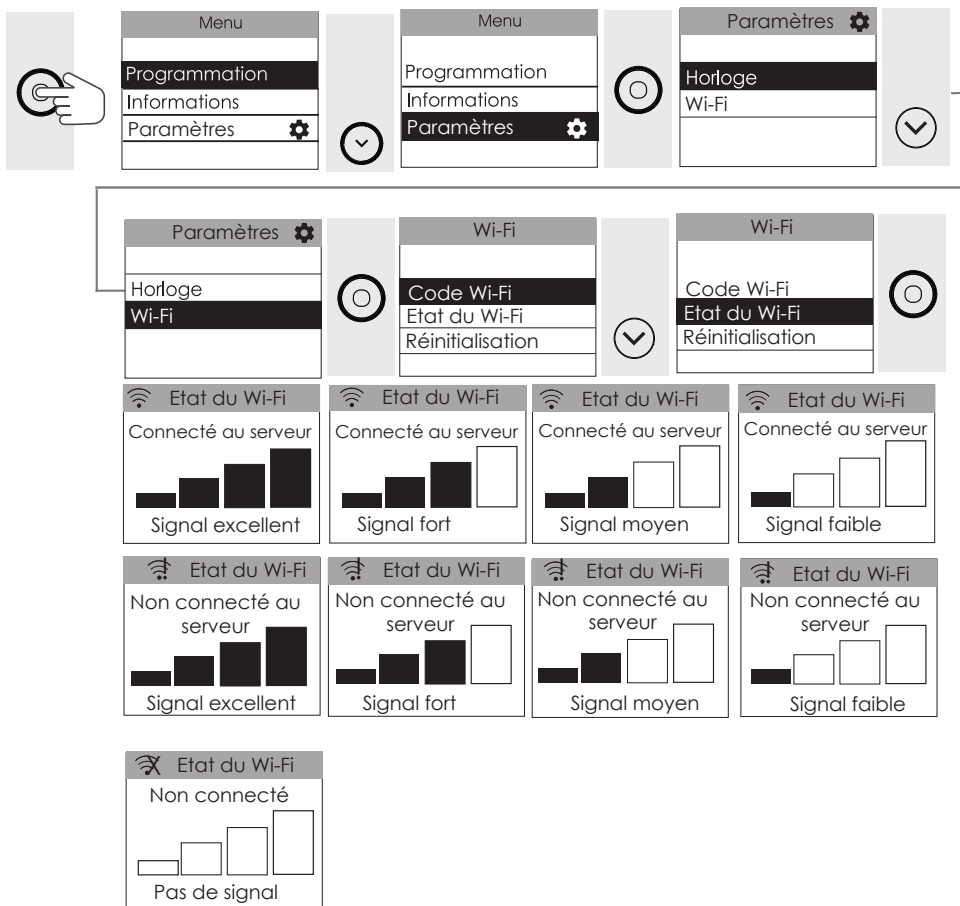 Menu
Programmation
Informations
Paramètres
Menu
Programmation
Informations
Paramètres
Paramètres
Horloge
Wi-Fi
Paramètres
Horloge
Wi-Fi
Wi-Fi
Code Wi-Fi
Etat du Wi-Fi
Réinitialisation
Wi-Fi
Code Wi-Fi
Etat du Wi-Fi
Réinitialisation
Etat du Wi-Fi
Connecté au serveur
Signal excellent
Etat du Wi-Fi
Connecté au serveur
Signal fort
Etat du Wi-Fi
Connecté au serveur
Signal moyen
Etat du Wi-Fi
Connecté au serveur
Signal faible
Etat du Wi-Fi
Non connecté au
serveur
Signal excellent
Etat du Wi-Fi
Non connecté au
serveur
Signal fort
Etat du Wi-Fi
Non connecté au
serveur
Signal moyen
Etat du Wi-Fi
Non connecté au
serveur
Signal faible
Etat du Wi-Fi
Non connecté
Pas de signal